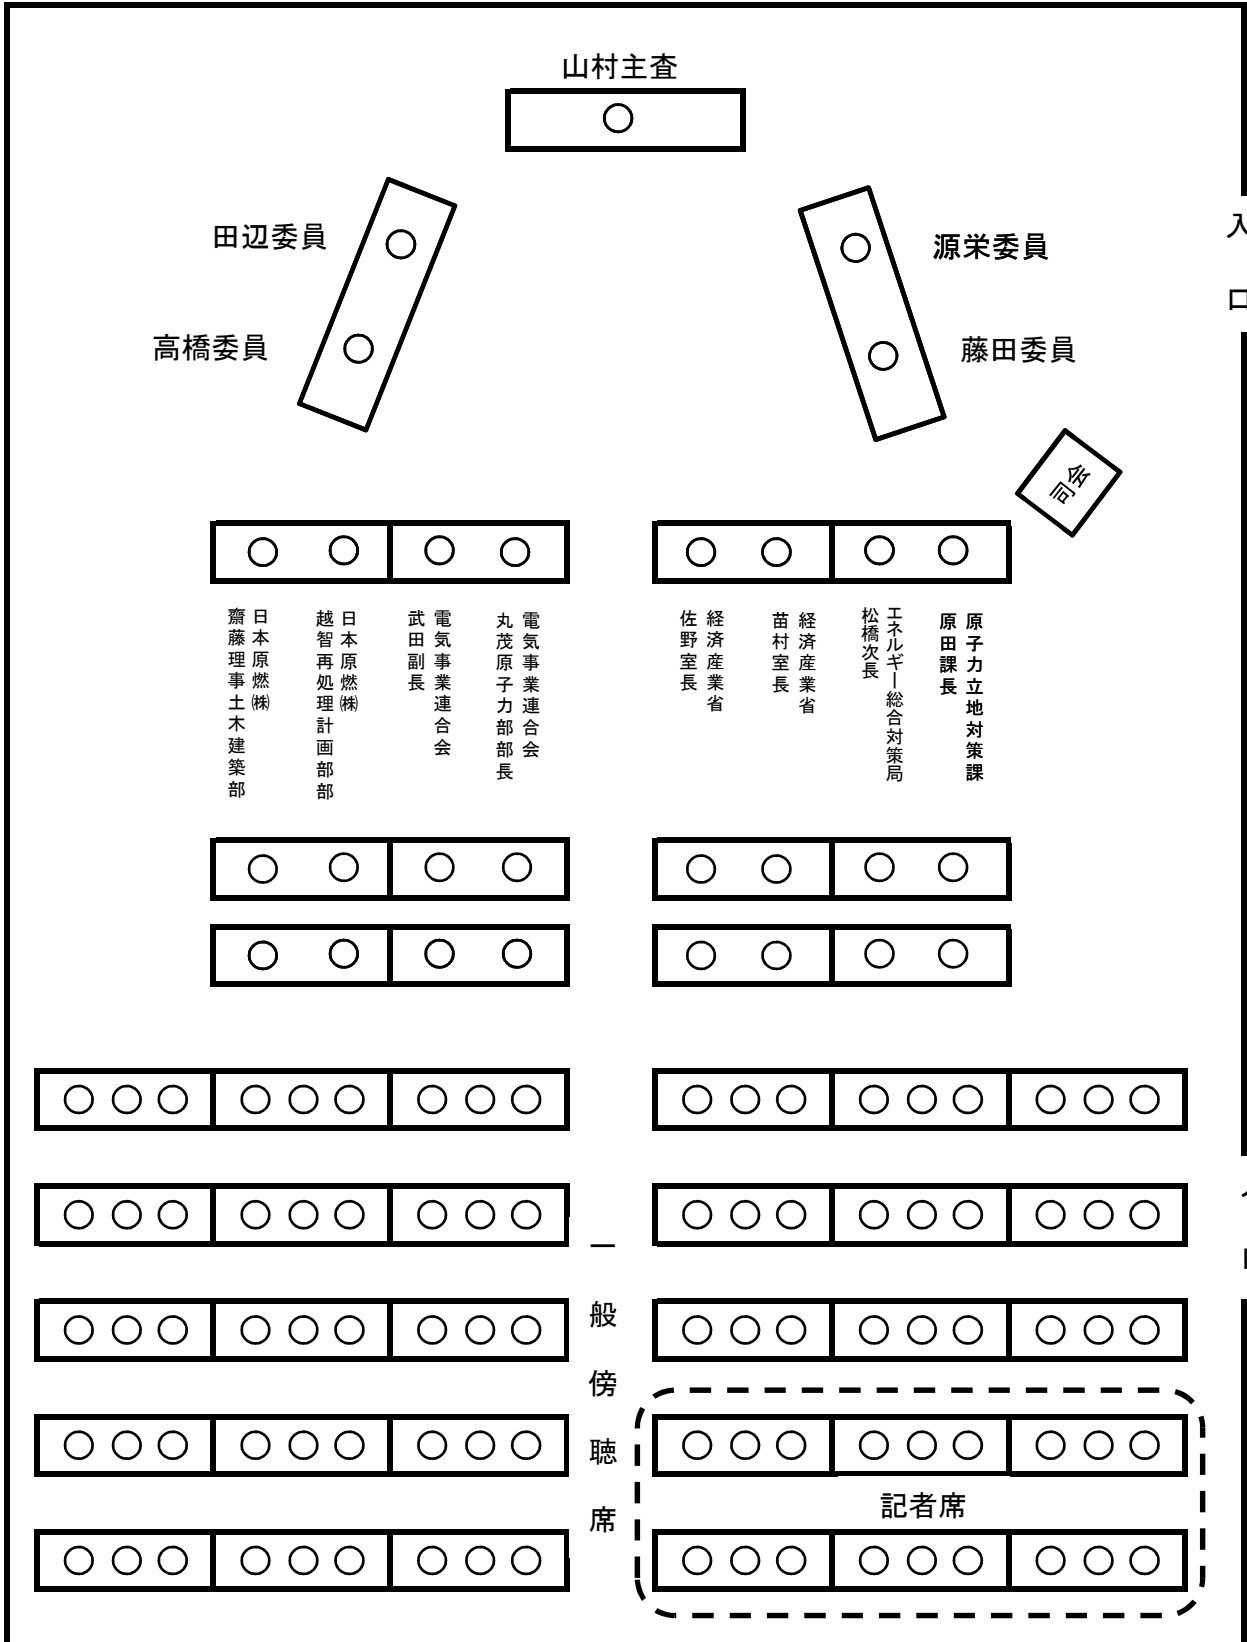 山村主査
田辺委員
源栄委員
入口
高橋委員
藤田委員
司会
日本原燃㈱
齋藤理事土木建築部
日本原燃㈱
越智再処理計画部部
電気事業連合会
武田副長
電気事業連合会
丸茂原子力部部長
経済産業省
佐野室長
経済産業省
苗村室長
エネルギー総合対策局
松橋次長
原子力立地対策課
原田課長
一般傍聴席
記者席